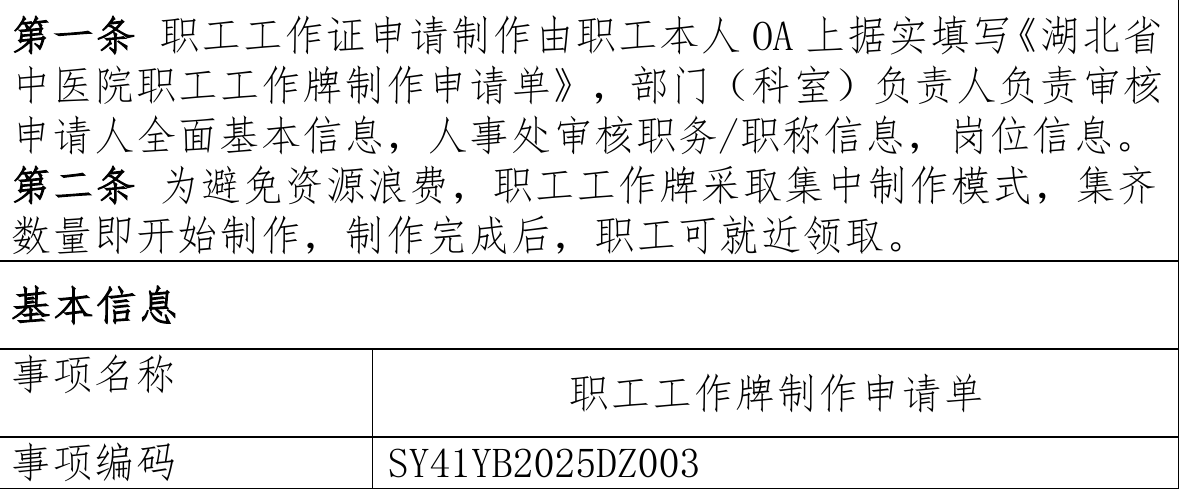 第一条 职工工作证申请制作由职工本人 OA 上据实填写《湖北省
中医院职工工作牌制作申请单》，部门（科室）负责人负责审核
申请人全面基本信息，人事处审核职务/职称信息，岗位信息。
第二条 为避免资源浪费，职工工作牌采取集中制作模式，集齐
数量即开始制作，制作完成后，职工可就近领取。
基本信息
事项名称 职工工作牌制作申请单
事项编码 SY41YB2025DZ003